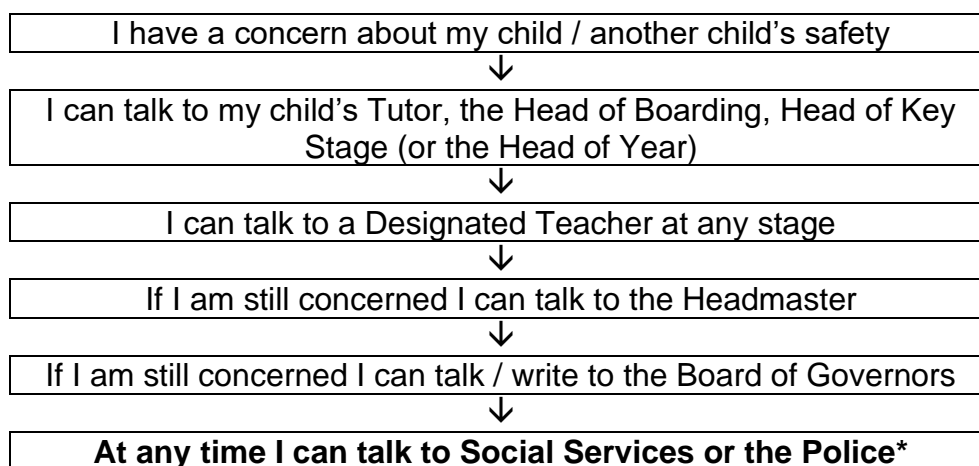 I have a concern about my child / another child's safety
↓
I can talk to my child's Tutor, the Head of Boarding, Head of Key
Stage (or the Head of Year)
↓
I can talk to a Designated Teacher at any stage
↓
If I am still concerned I can talk to the Headmaster
↓
If I am still concerned I can talk / write to the Board of Governors
↓
At any time I can talk to Social Services or the Police*